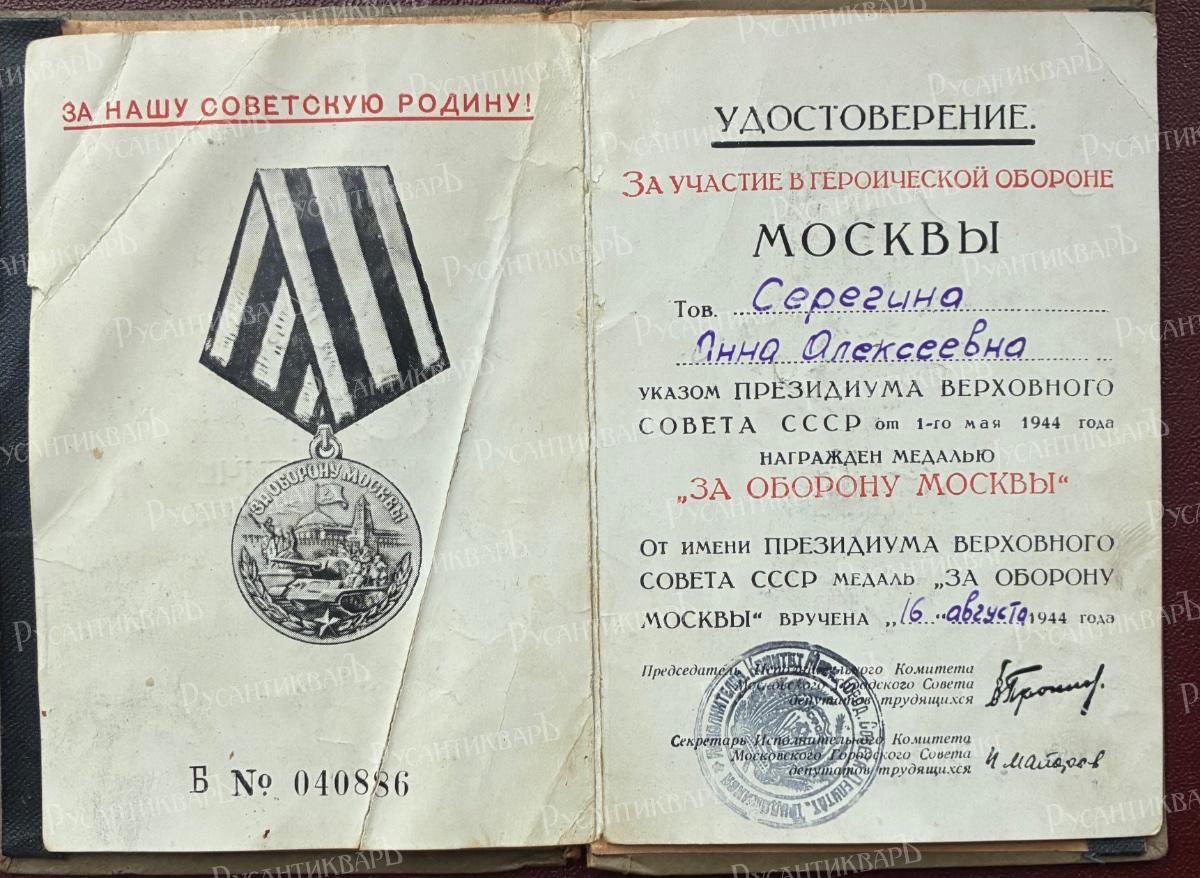 ЗА НАШУ СОВЕТСКУЮ РОДИНУ!
ЗА ОБОРОНУ МОСКВЫ
Б № 040886
УДОСТОВЕРЕНИЕ.
ЗА УЧАСТИЕ В ГЕРОИЧЕСКОЙ ОБОРОНЕ
МОСКВЫ
Тов. Серегина
Анна Алексеевна
УКАЗОМ ПРЕЗИДИУМА ВЕРХОВНОГО
СОВЕТА СССР от 1-го мая 1944 года
НАГРАЖДЕН МЕДАЛЬЮ
„ЗА ОБОРОНУ МОСКВЫ“
ОТ ИМЕНИ ПРЕЗИДИУМА ВЕРХОВНОГО
СОВЕТА СССР МЕДАЛЬ „ЗА ОБОРОНУ
МОСКВЫ“ ВРУЧЕНА „16“ августа 1944 года
Председатель Исполнительного Комитета
Московского Городского Совета
депутатов трудящихся
Секретарь Исполнительного Комитета
Московского Городского Совета
депутатов трудящихся
РусАнтикварЪ